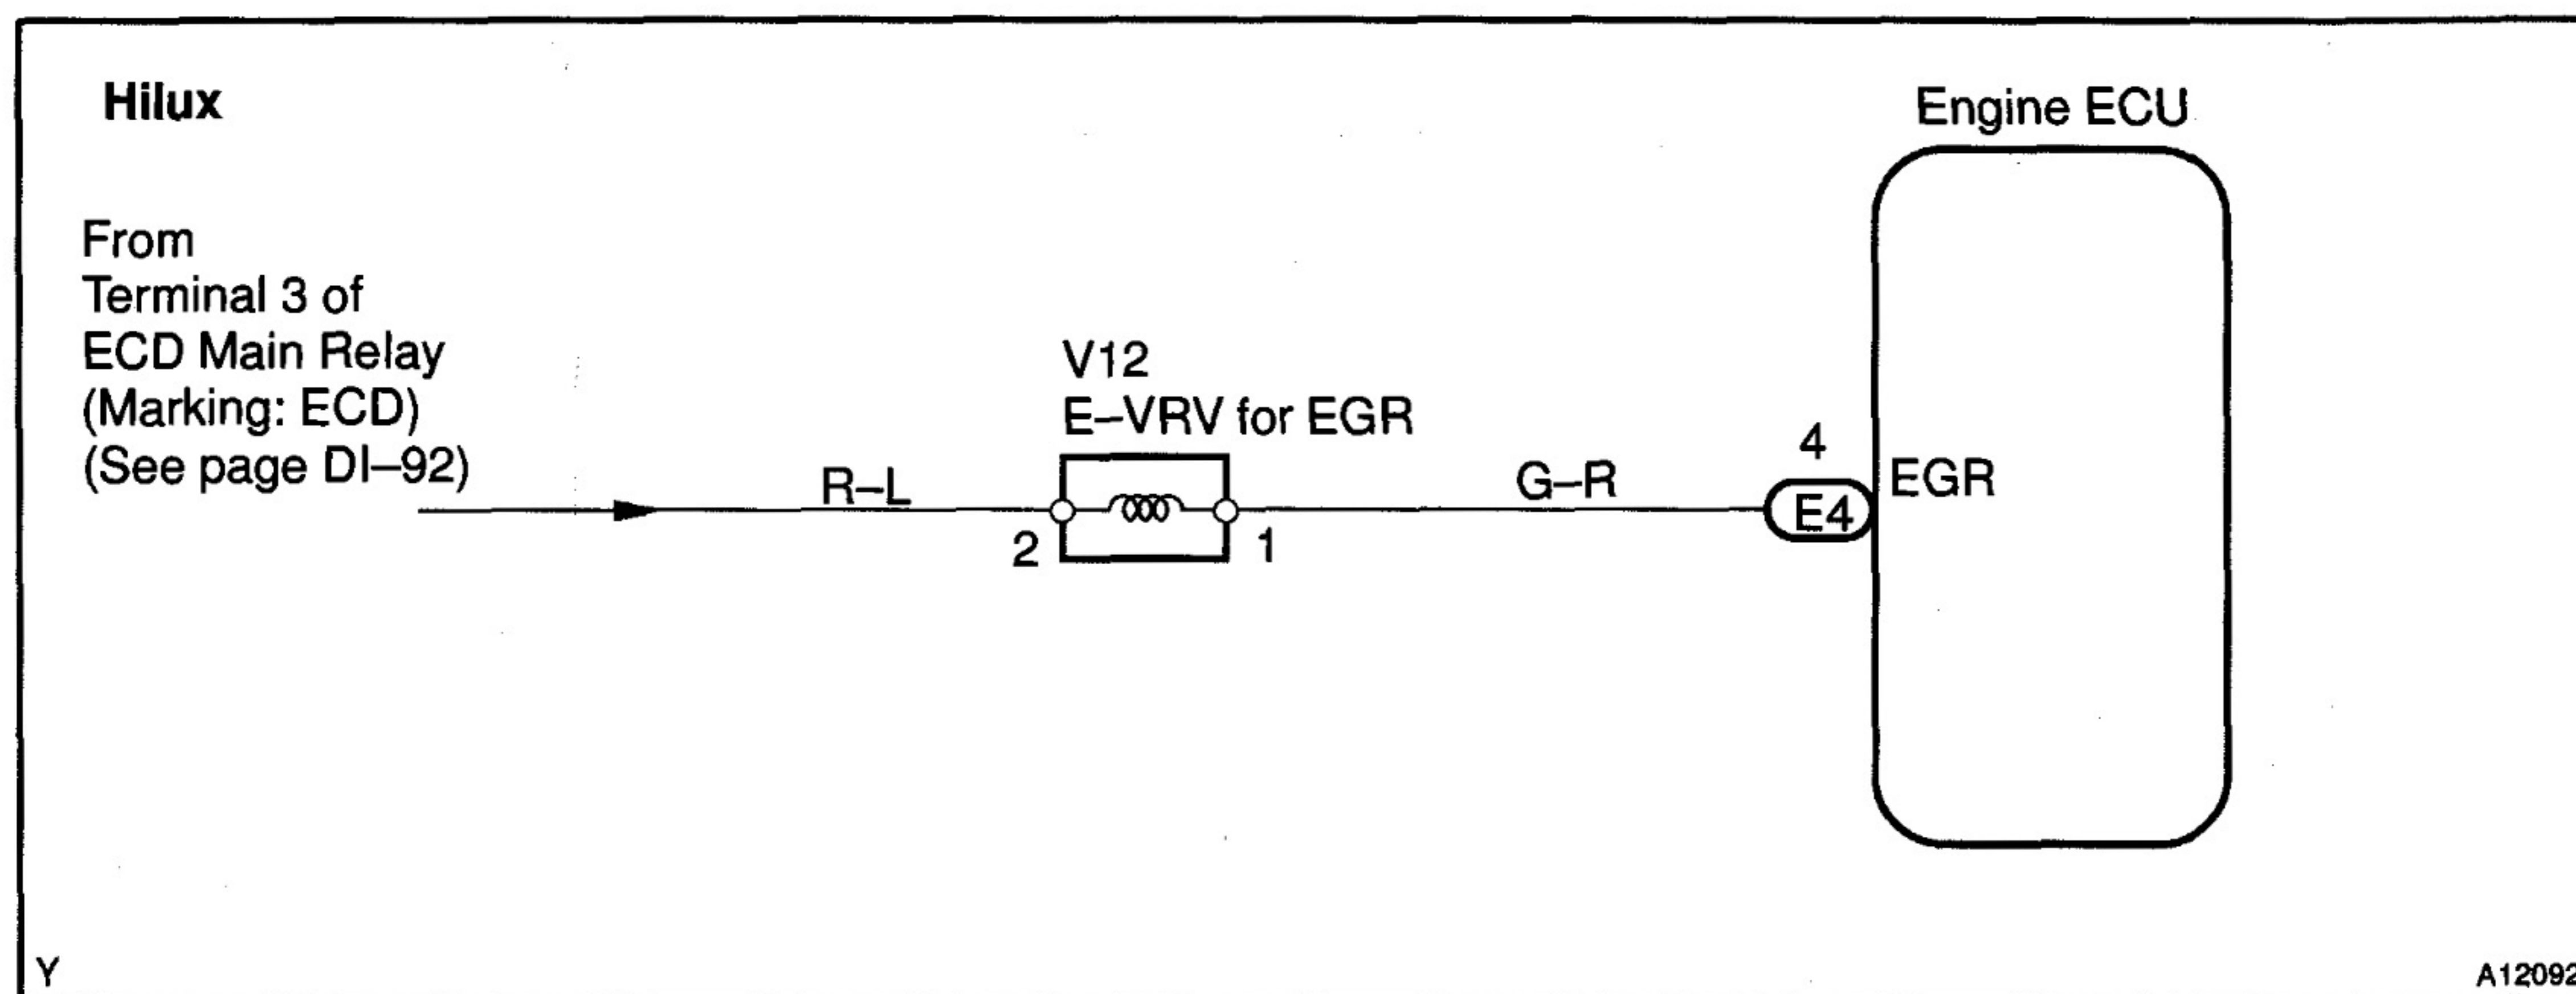 Hilux
Engine ECU
From
Terminal 3 of
ECD Main Relay
(Marking: ECD)
(See page DI–92)
V12
E–VRV for EGR
R–L
2
1
G–R
4
E4
EGR
Y
A12092